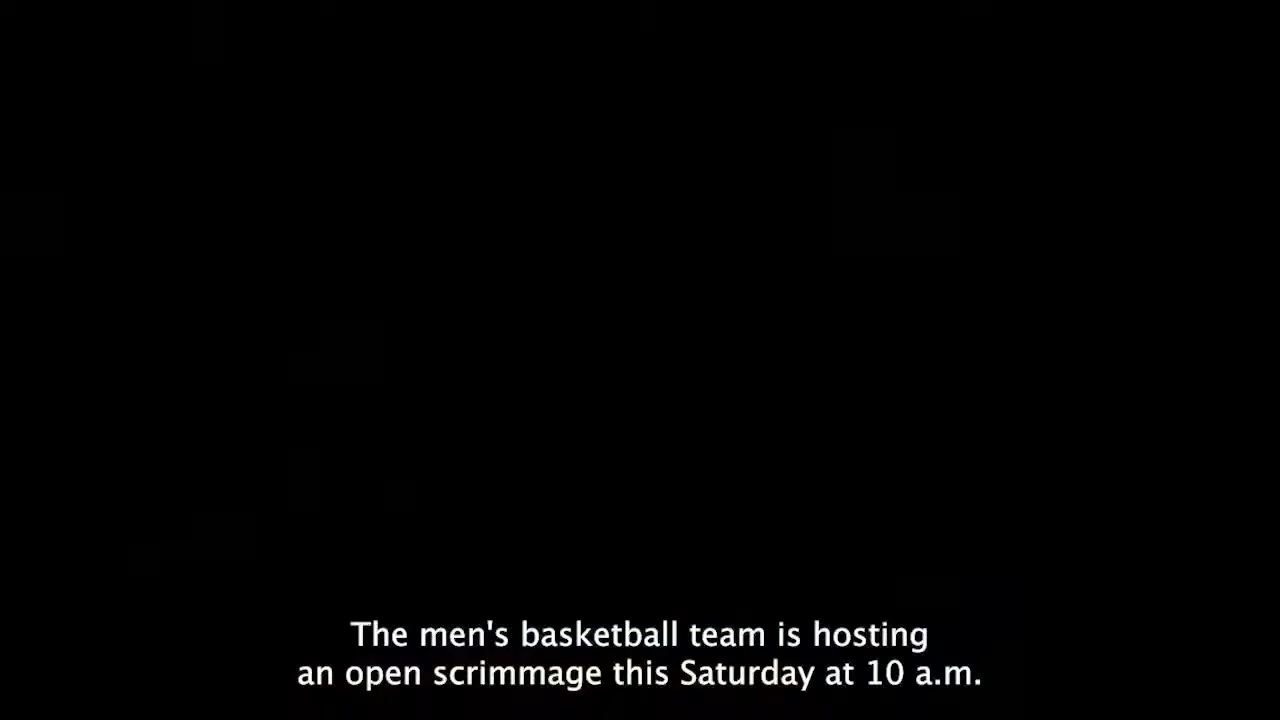 The men's basketball team is hosting
an open scrimmage this Saturday at 10 a.m.